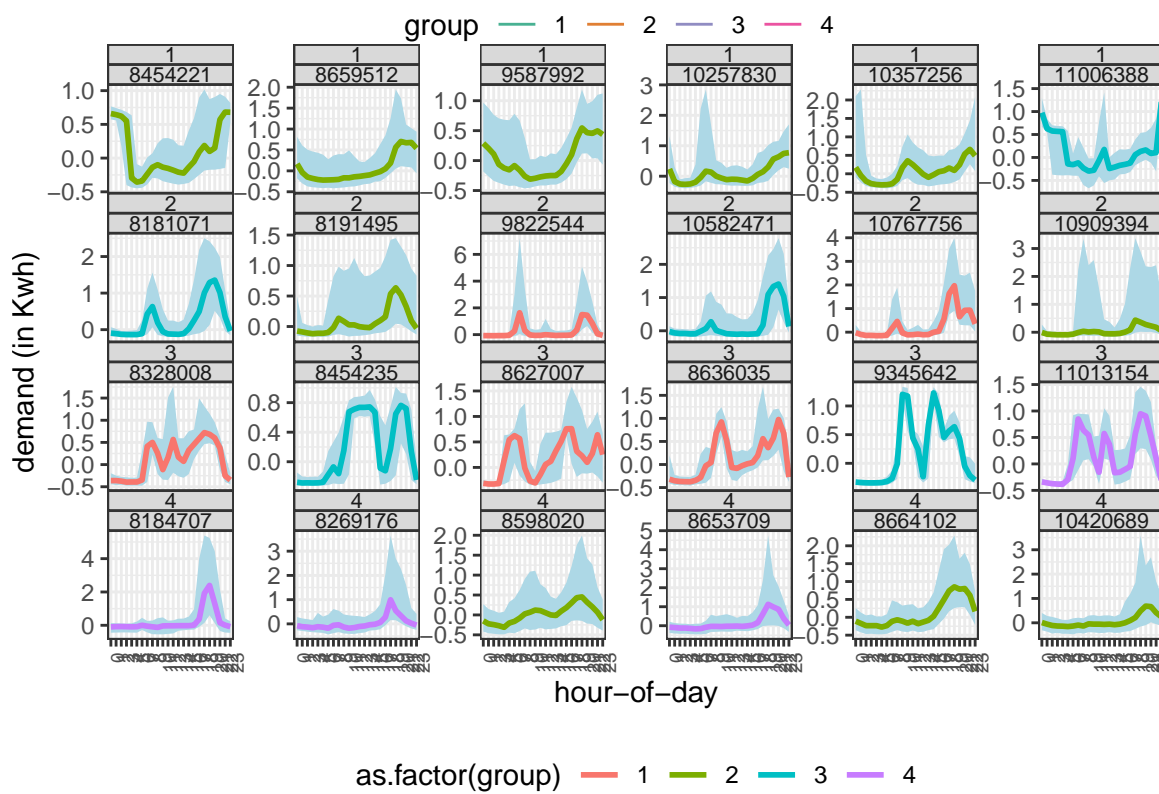 group 1 2 3 4
1 1 1 1 1 1
8454221 8659512 9587992 10257830 10357256 11006388
1.0 0.5 0.0 −0.5
2.0 1.5 1.0 0.5 0.0
1.0 0.5 0.0
3 2 1 0 −0.5
2.0 1.5 1.0 0.5 0.0
1.5 1.0 0.5 0.0 −0.5
2 2 2 2 2 2
8181071 8191495 9822544 10582471 10767756 10909394
2 1 0
1.5 1.0 0.5 0.0
6 4 2 0
2 1 0
4 3 2 1 0
3 2 1 0
3 3 3 3 3 3
8328008 8454235 8627007 8636035 9345642 11013154
1.0 0.5 0.0 −0.5
0.8 0.4 0.0
1.5 1.0 0.5 0.0
1.5 1.0 0.5 0.0 −0.5
1.0 0.5 0.0
1.5 1.0 0.5 0.0 −0.5
4 4 4 4 4 4
8184707 8269176 8598020 8653709 8664102 10420689
4 2 0
3 2 1 0
2.0 1.5 1.0 0.5 0.0 −0.5
5 4 3 2 1 0
2.0 1.5 1.0 0.5 0.0 −0.5
3 2 1 0
demand (in Kwh)
hour−of−day
as.factor(group) 1 2 3 4